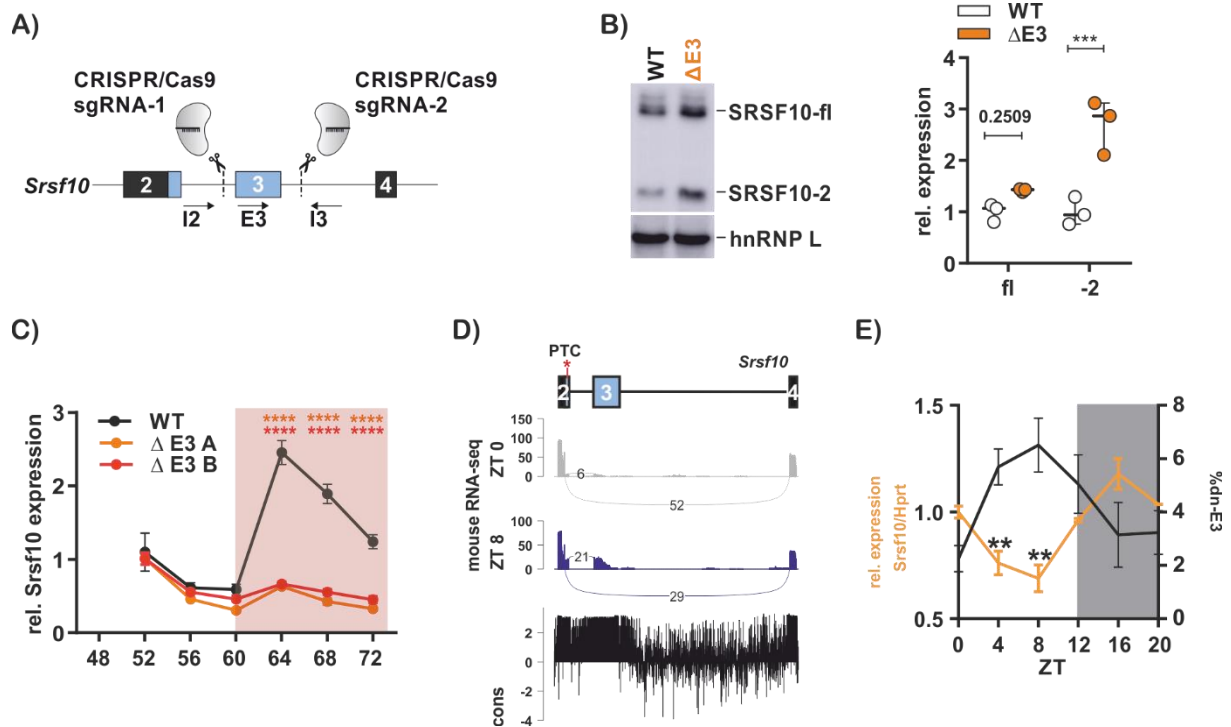 A)
CRISPR/Cas9
sgRNA-1
CRISPR/Cas9
sgRNA-2
Srsf10
2
3
4
I2
E3
I3
B)
WT
ΔE3
SRSF10-fl
SRSF10-2
hnRNP L
WT
ΔE3
***
0.2509
rel. expression
4
3
2
1
0
fl
-2
C)
WT
Δ E3 A
Δ E3 B
**** **** ****
**** **** ****
rel. Srsf10 expression
3
2
1
0
48 52 56 60 64 68 72
D)
PTC
*
Srsf10
2
3
4
mouse RNA-seq
ZT 0
150
100
50
0
6
52
ZT 8
100
50
0
21
29
cons
2
0
-2
-4
E)
rel. expression
Srsf10/Hprt
1.5
1.0
0.5
** **
8
6
4
2
0
%dn-E3
0 4 8 12 16 20
ZT